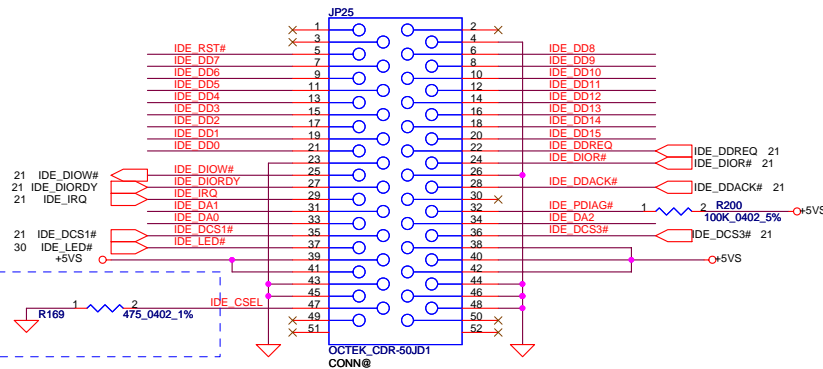 JP25
1 2
3 4
IDE_RST# 5 6 IDE_DD8
IDE_DD7 7 8 IDE_DD9
IDE_DD6 9 10 IDE_DD10
IDE_DD5 11 12 IDE_DD11
IDE_DD4 13 14 IDE_DD12
IDE_DD3 15 16 IDE_DD13
IDE_DD2 17 18 IDE_DD14
IDE_DD1 19 20 IDE_DD15
IDE_DD0 21 22 IDE_DDREQ IDE_DDREQ 21
23 24 IDE_DIOR# IDE_DIOR# 21
21 IDE_DIOW# IDE_DIOW# 25 26
21 IDE_DIORDY IDE_DIORDY 27 28 IDE_DDACK# IDE_DDACK# 21
21 IDE_IRQ IDE_IRQ 29 30
IDE_DA1 31 32 IDE_PDIAG# 1 2 R200 +5VS
100K_0402_5%
IDE_DA0 33 34 IDE_DA2
21 IDE_DCS1# IDE_DCS1# 35 36 IDE_DCS3# IDE_DCS3# 21
30 IDE_LED# IDE_LED# 37 38
+5VS 39 40 +5VS
41 42
43 44
45 46
R169 1 2 475_0402_1% IDE_CSEL 47 48
49 50
51 52
OCTEK_CDR-50JD1
CONN@